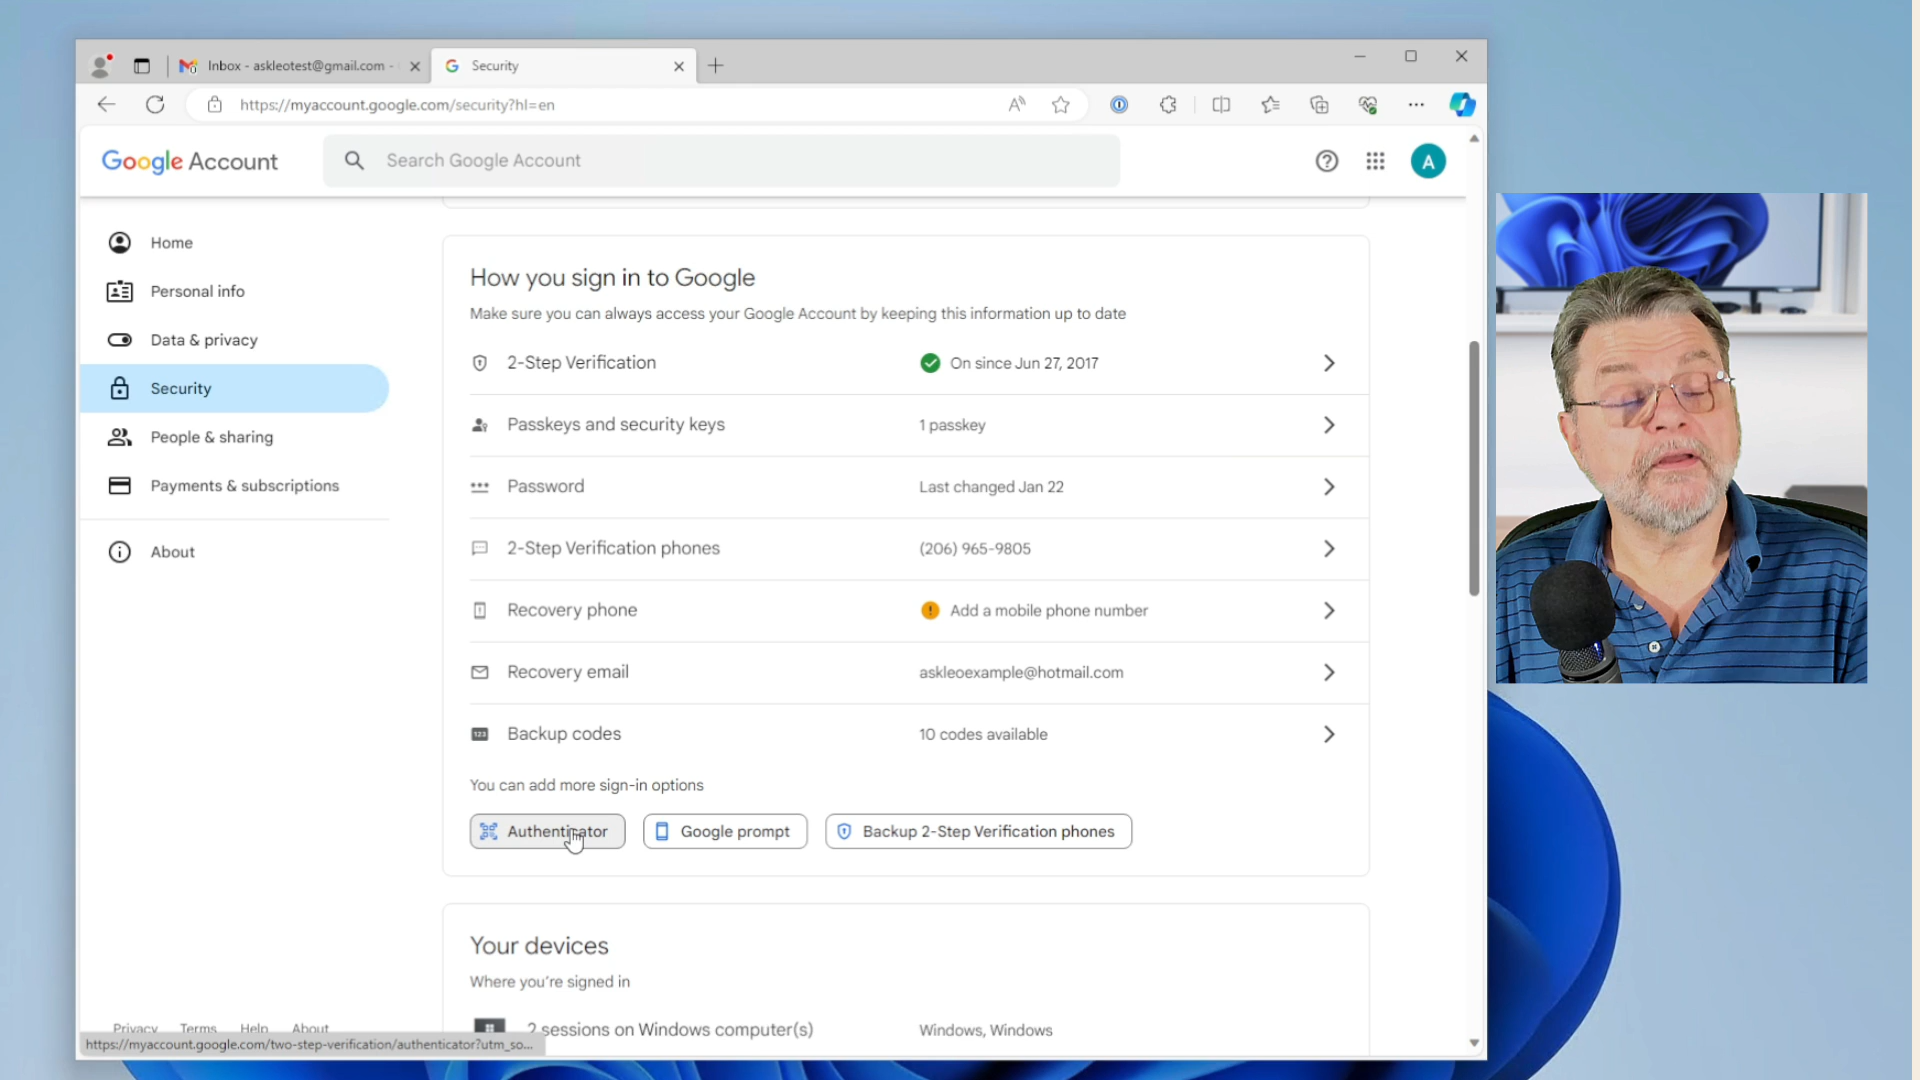 Inbox - askleotest@gmail.com -
Security
https://myaccount.google.com/security?hl=en
Google Account
Search Google Account
A
Home
Personal info
Data & privacy
Security
People & sharing
Payments & subscriptions
About
How you sign in to Google
Make sure you can always access your Google Account by keeping this information up to date
2-Step Verification
On since Jun 27, 2017
Passkeys and security keys
1 passkey
Password
Last changed Jan 22
2-Step Verification phones
(206) 965-9805
Recovery phone
Add a mobile phone number
Recovery email
askleoexample@hotmail.com
Backup codes
10 codes available
You can add more sign-in options
Authenticator
Google prompt
Backup 2-Step Verification phones
Your devices
Where you're signed in
2 sessions on Windows computer(s)
Windows, Windows
Privacy Terms Help About
https://myaccount.google.com/two-step-verification/authenticator?utm_so...